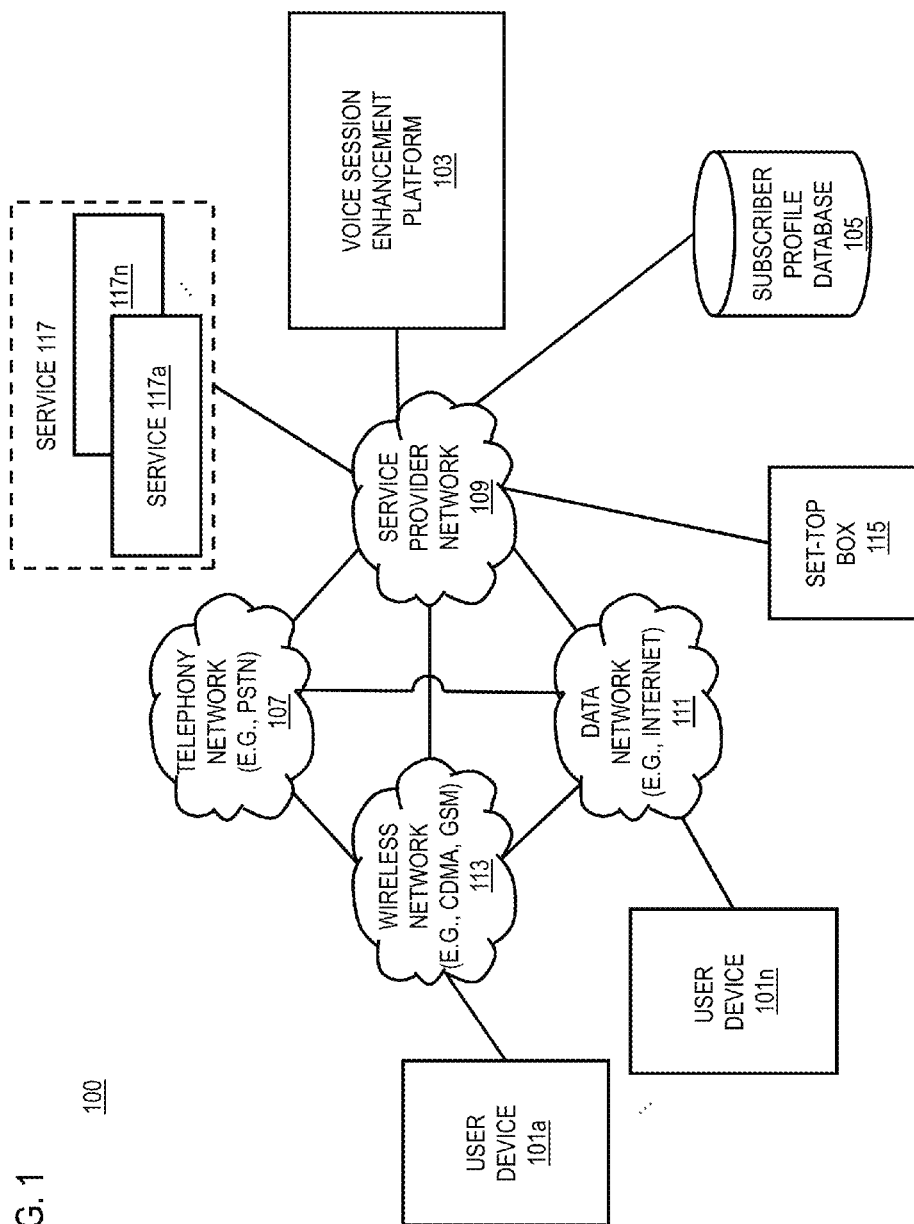 G. 1
100
SERVICE 117
117n
...
SERVICE 117a
VOICE SESSION
ENHANCEMENT
PLATFORM
103
TELEPHONY
NETWORK
(E.G., PSTN)
107
SERVICE
PROVIDER
NETWORK
109
SUBSCRIBER
PROFILE
DATABASE
105
WIRELESS
NETWORK
(E.G., CDMA, GSM)
113
DATA
NETWORK
(E.G., INTERNET)
111
SET-TOP
BOX
115
USER
DEVICE
101a
...
USER
DEVICE
101n